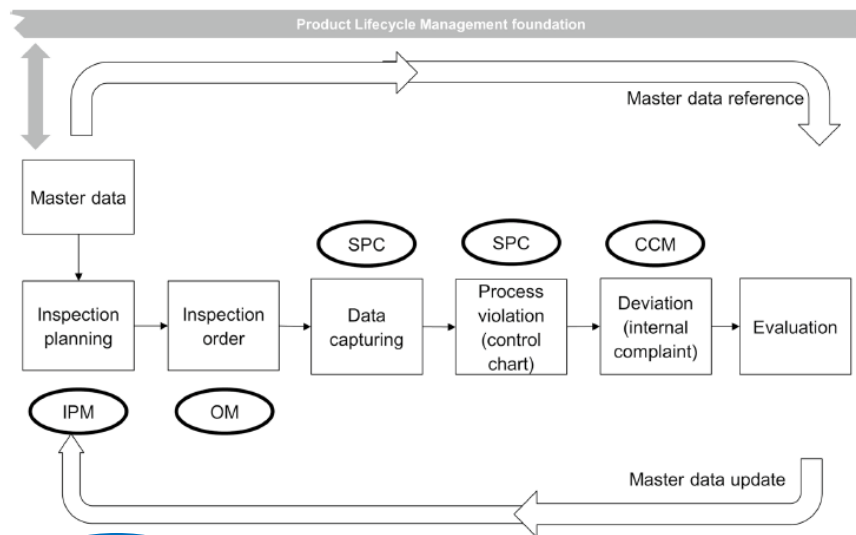 Product Lifecycle Management foundation
Master data reference
Master data
SPC
SPC
CCM
Inspection
planning
Inspection
order
Data
capturing
Process
violation
(control
chart)
Deviation
(internal
complaint)
Evaluation
IPM
OM
Master data update